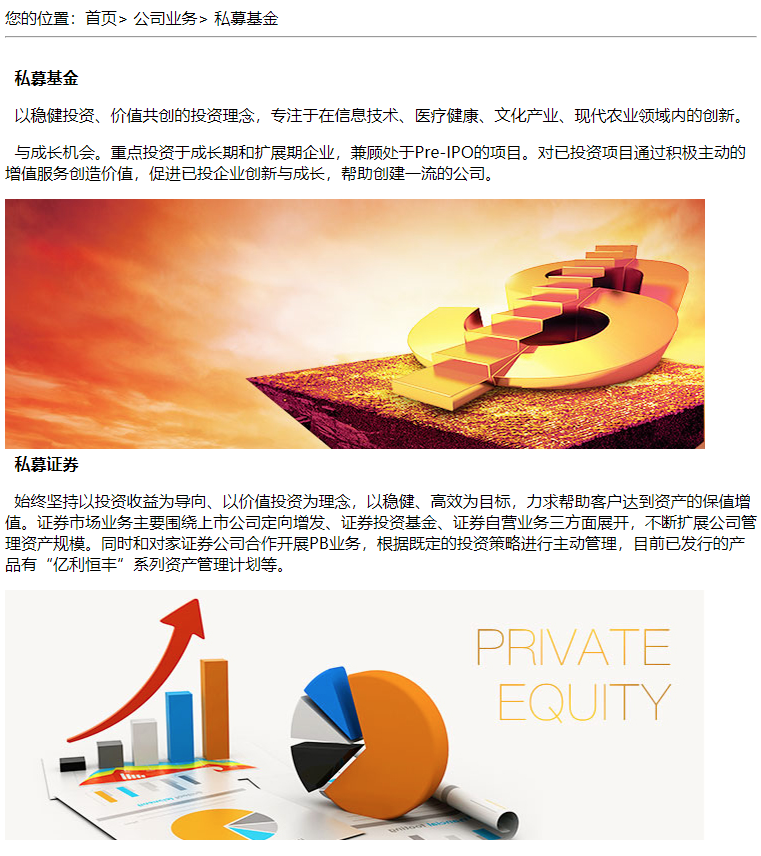 您的位置：首页> 公司业务> 私募基金
私募基金
以稳健投资、价值共创的投资理念，专注于在信息技术、医疗健康、文化产业、现代农业领域内的创新。
与成长机会。重点投资于成长期和扩展期企业，兼顾处于Pre-IPO的项目。对已投资项目通过积极主动的
增值服务创造价值，促进已投企业创新与成长，帮助创建一流的公司。
私募证券
始终坚持以投资收益为导向、以价值投资为理念，以稳健、高效为目标，力求帮助客户达到资产的保值增
值。证券市场业务主要围绕上市公司定向增发、证券投资基金、证券自营业务三方面展开，不断扩展公司管
理资产规模。同时和对家证券公司合作开展PB业务，根据既定的投资策略进行主动管理，目前已发行的产
品有“亿利恒丰”系列资产管理计划等。
PRIVATE
EQUITY